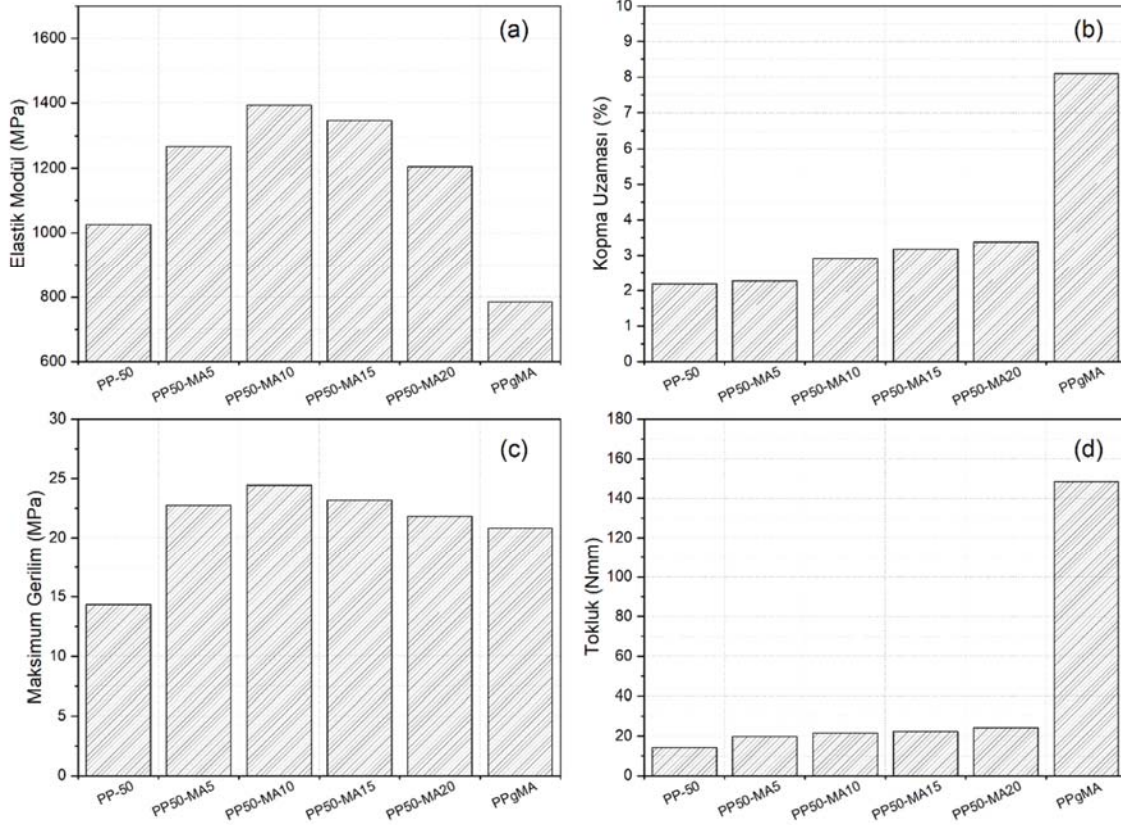 (a)
Elastik Modül (MPa)
1600
1400
1200
1000
800
600
PP-50
PP50-MA5
PP50-MA10
PP50-MA15
PP50-MA20
PPgMA
(b)
Kopma Uzaması (%)
10
9
8
7
6
5
4
3
2
1
0
PP-50
PP50-MA5
PP50-MA10
PP50-MA15
PP50-MA20
PPgMA
(c)
Maksimum Gerilim (MPa)
30
25
20
15
10
5
0
PP-50
PP50-MA5
PP50-MA10
PP50-MA15
PP50-MA20
PPgMA
(d)
Tokluk (Nmm)
180
160
140
120
100
80
60
40
20
0
PP-50
PP50-MA5
PP50-MA10
PP50-MA15
PP50-MA20
PPgMA